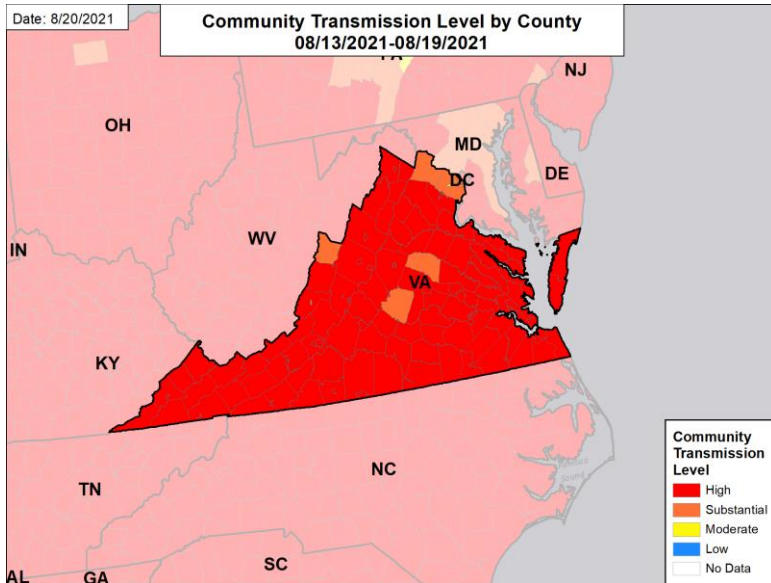 Date: 8/20/2021
Community Transmission Level by County
08/13/2021-08/19/2021
PA
NJ
OH
MD
DC
DE
WV
IN
VA
KY
NC
TN
SC
AL
GA
Sound
Community
Transmission
Level
High
Substantial
Moderate
Low
No Data